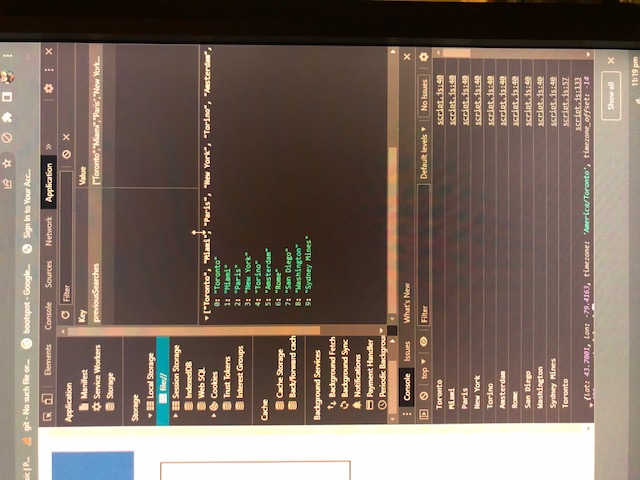 git - No such file or...
bootspot - Google...
Sign In to Your Acc...
Elements Console Sources Network Application »
Application
Manifest
Service Workers
Storage
Storage
Local Storage
file://
Session Storage
IndexedDB
Web SQL
Cookies
Trust Tokens
Interest Groups
Cache
Cache Storage
Back/forward cach
Background Services
Background Fetch
Background Sync
Notifications
Payment Handler
Periodic Backgrou
Filter
Key Value
previousSearches ["Toronto","Miami","Paris","New York...
["Toronto", "Miami", "Paris", "New York", "Torino", "Amsterdam",
0: "Toronto"
1: "Miami"
2: "Paris"
3: "New York"
4: "Torino"
5: "Amsterdam"
6: "Rome"
7: "San Diego"
8: "Washington"
9: "Sydney Mines"
Console Issues What's New
top Filter Default levels No Issues
Toronto script.js:40
Miami script.js:40
Paris script.js:40
New York script.js:40
Torino script.js:40
Amsterdam script.js:40
Rome script.js:40
San Diego script.js:40
Washington script.js:40
Sydney Mines script.js:40
Toronto script.js:57
script.js:133
{lat: 43.7001, lon: -79.4163, timezone: 'America/Toronto', timezone_offset: -14
Show all
11:19 pm